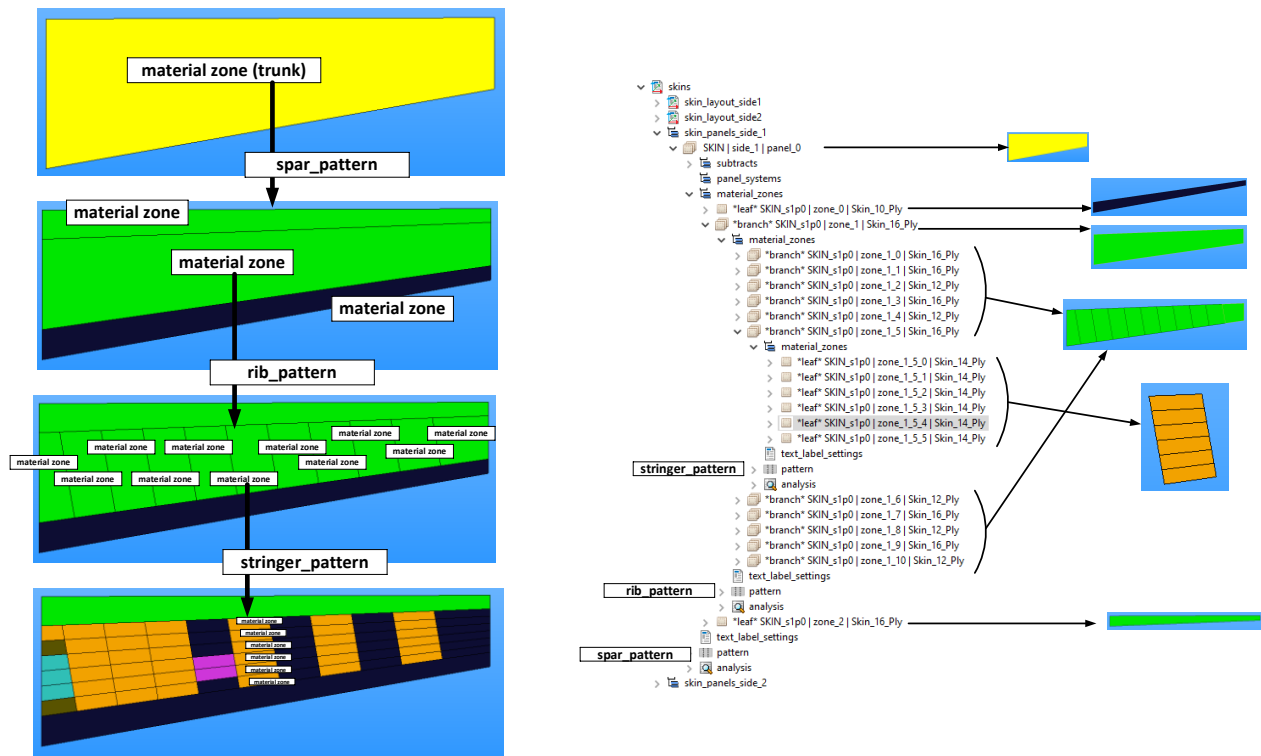 material zone (trunk)
spar_pattern
material zone
material zone
material zone
rib_pattern
material zone
material zone
material zone
material zone
material zone
material zone
material zone
material zone
material zone
material zone
material zone
stringer_pattern
material zone
material zone
material zone
material zone
material zone
material zone
skins
skin_layout_side1
skin_layout_side2
skin_panels_side_1
SKIN | side_1 | panel_0
subtracts
panel_systems
material_zones
*leaf* SKIN_s1p0 | zone_0 | Skin_10_Ply
*branch* SKIN_s1p0 | zone_1 | Skin_16_Ply
material_zones
*branch* SKIN_s1p0 | zone_1_0 | Skin_16_Ply
*branch* SKIN_s1p0 | zone_1_1 | Skin_16_Ply
*branch* SKIN_s1p0 | zone_1_2 | Skin_12_Ply
*branch* SKIN_s1p0 | zone_1_3 | Skin_16_Ply
*branch* SKIN_s1p0 | zone_1_4 | Skin_12_Ply
*branch* SKIN_s1p0 | zone_1_5 | Skin_16_Ply
material_zones
*leaf* SKIN_s1p0 | zone_1_5_0 | Skin_14_Ply
*leaf* SKIN_s1p0 | zone_1_5_1 | Skin_14_Ply
*leaf* SKIN_s1p0 | zone_1_5_2 | Skin_14_Ply
*leaf* SKIN_s1p0 | zone_1_5_3 | Skin_14_Ply
*leaf* SKIN_s1p0 | zone_1_5_4 | Skin_14_Ply
*leaf* SKIN_s1p0 | zone_1_5_5 | Skin_14_Ply
text_label_settings
stringer_pattern pattern
analysis
*branch* SKIN_s1p0 | zone_1_6 | Skin_12_Ply
*branch* SKIN_s1p0 | zone_1_7 | Skin_16_Ply
*branch* SKIN_s1p0 | zone_1_8 | Skin_12_Ply
*branch* SKIN_s1p0 | zone_1_9 | Skin_16_Ply
*branch* SKIN_s1p0 | zone_1_10 | Skin_12_Ply
text_label_settings
rib_pattern pattern
analysis
*leaf* SKIN_s1p0 | zone_2 | Skin_16_Ply
text_label_settings
spar_pattern pattern
analysis
skin_panels_side_2